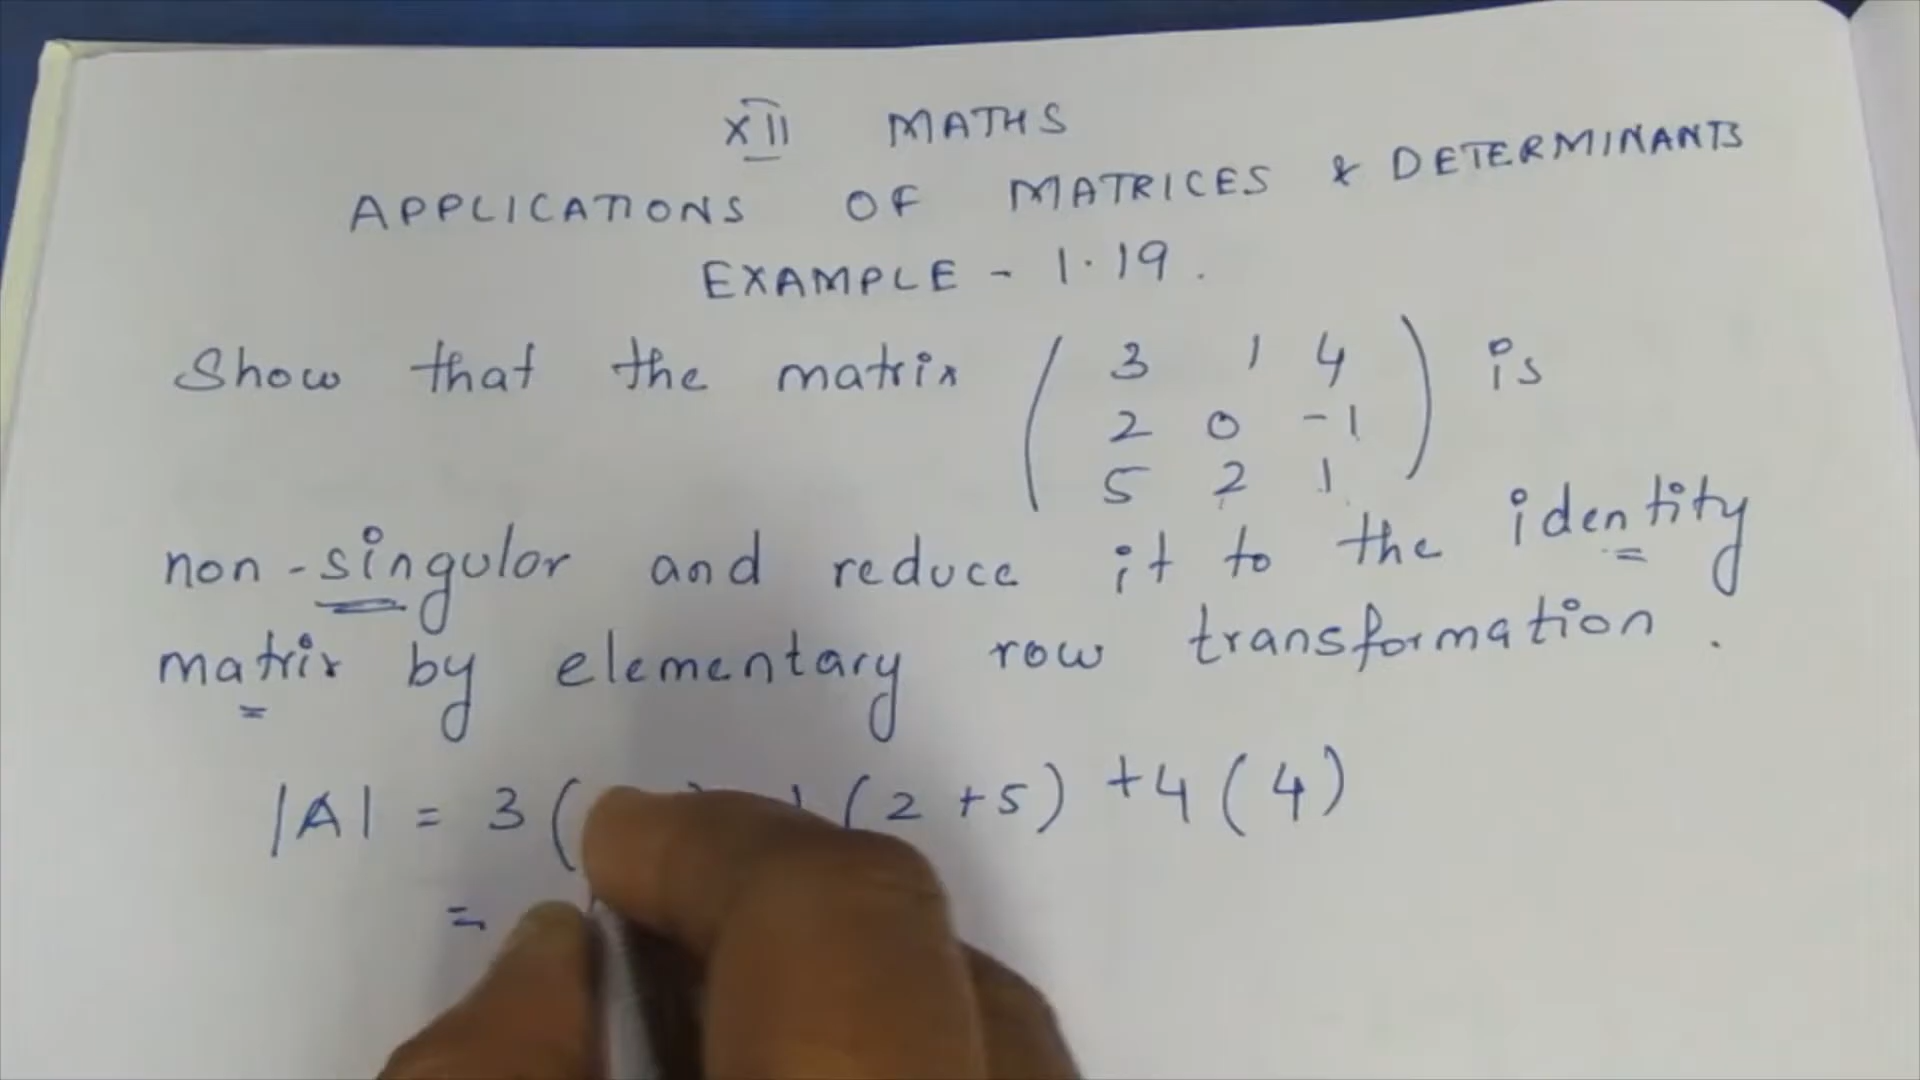 XII MATHS
APPLICATIONS OF MATRICES & DETERMINANTS
EXAMPLE - 1.19.
Show that the matrix ( 3 1 4 ) is
2 0 -1
5 2 1
non-singular and reduce it to the identity
matrix by elementary row transformation.
|A| = 3 ( ) 1 (2+5) +4 (4)
=